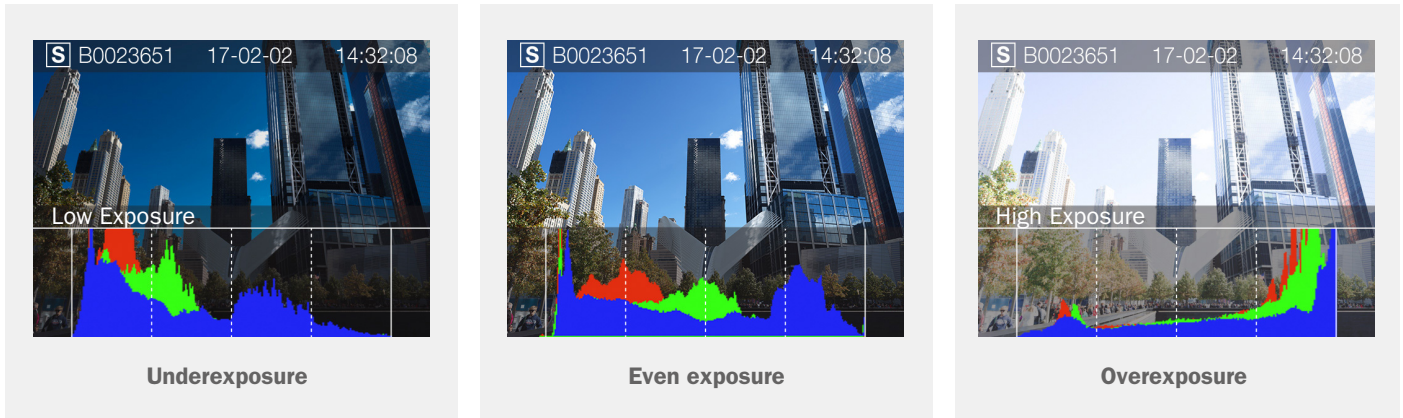 S B0023651 17-02-02 14:32:08
Low Exposure
Underexposure
S B0023651 17-02-02 14:32:08
Even exposure
S B0023651 17-02-02 14:32:08
High Exposure
Overexposure